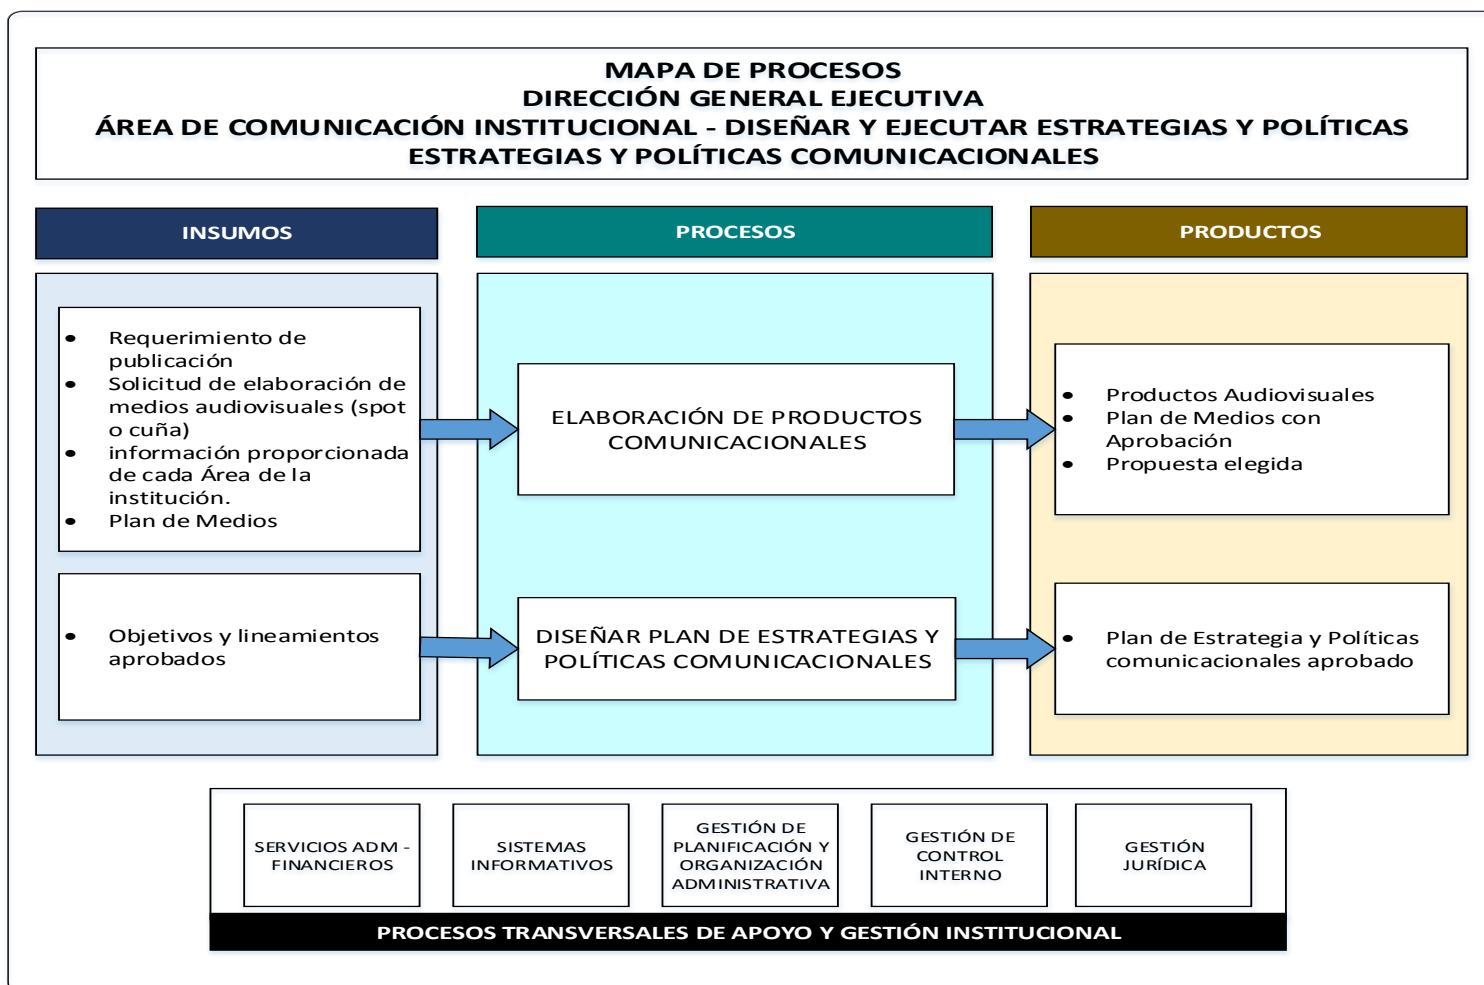 MAPA DE PROCESOS
DIRECCIÓN GENERAL EJECUTIVA
ÁREA DE COMUNICACIÓN INSTITUCIONAL - DISEÑAR Y EJECUTAR ESTRATEGIAS Y POLÍTICAS
ESTRATEGIAS Y POLÍTICAS COMUNICACIONALES
INSUMOS
PROCESOS
PRODUCTOS
• Requerimiento de
publicación
• Solicitud de elaboración de
medios audiovisuales (spot
o cuña)
• información proporcionada
de cada Área de la
institución.
• Plan de Medios
ELABORACIÓN DE PRODUCTOS
COMUNICACIONALES
• Productos Audiovisuales
• Plan de Medios con
Aprobación
• Propuesta elegida
• Objetivos y lineamientos
aprobados
DISEÑAR PLAN DE ESTRATEGIAS Y
POLÍTICAS COMUNICACIONALES
• Plan de Estrategia y Políticas
comunicacionales aprobado
SERVICIOS ADM -
FINANCIEROS
SISTEMAS
INFORMATIVOS
GESTIÓN DE
PLANIFICACIÓN Y
ORGANIZACIÓN
ADMINISTRATIVA
GESTIÓN DE
CONTROL
INTERNO
GESTIÓN
JURÍDICA
PROCESOS TRANSVERSALES DE APOYO Y GESTIÓN INSTITUCIONAL